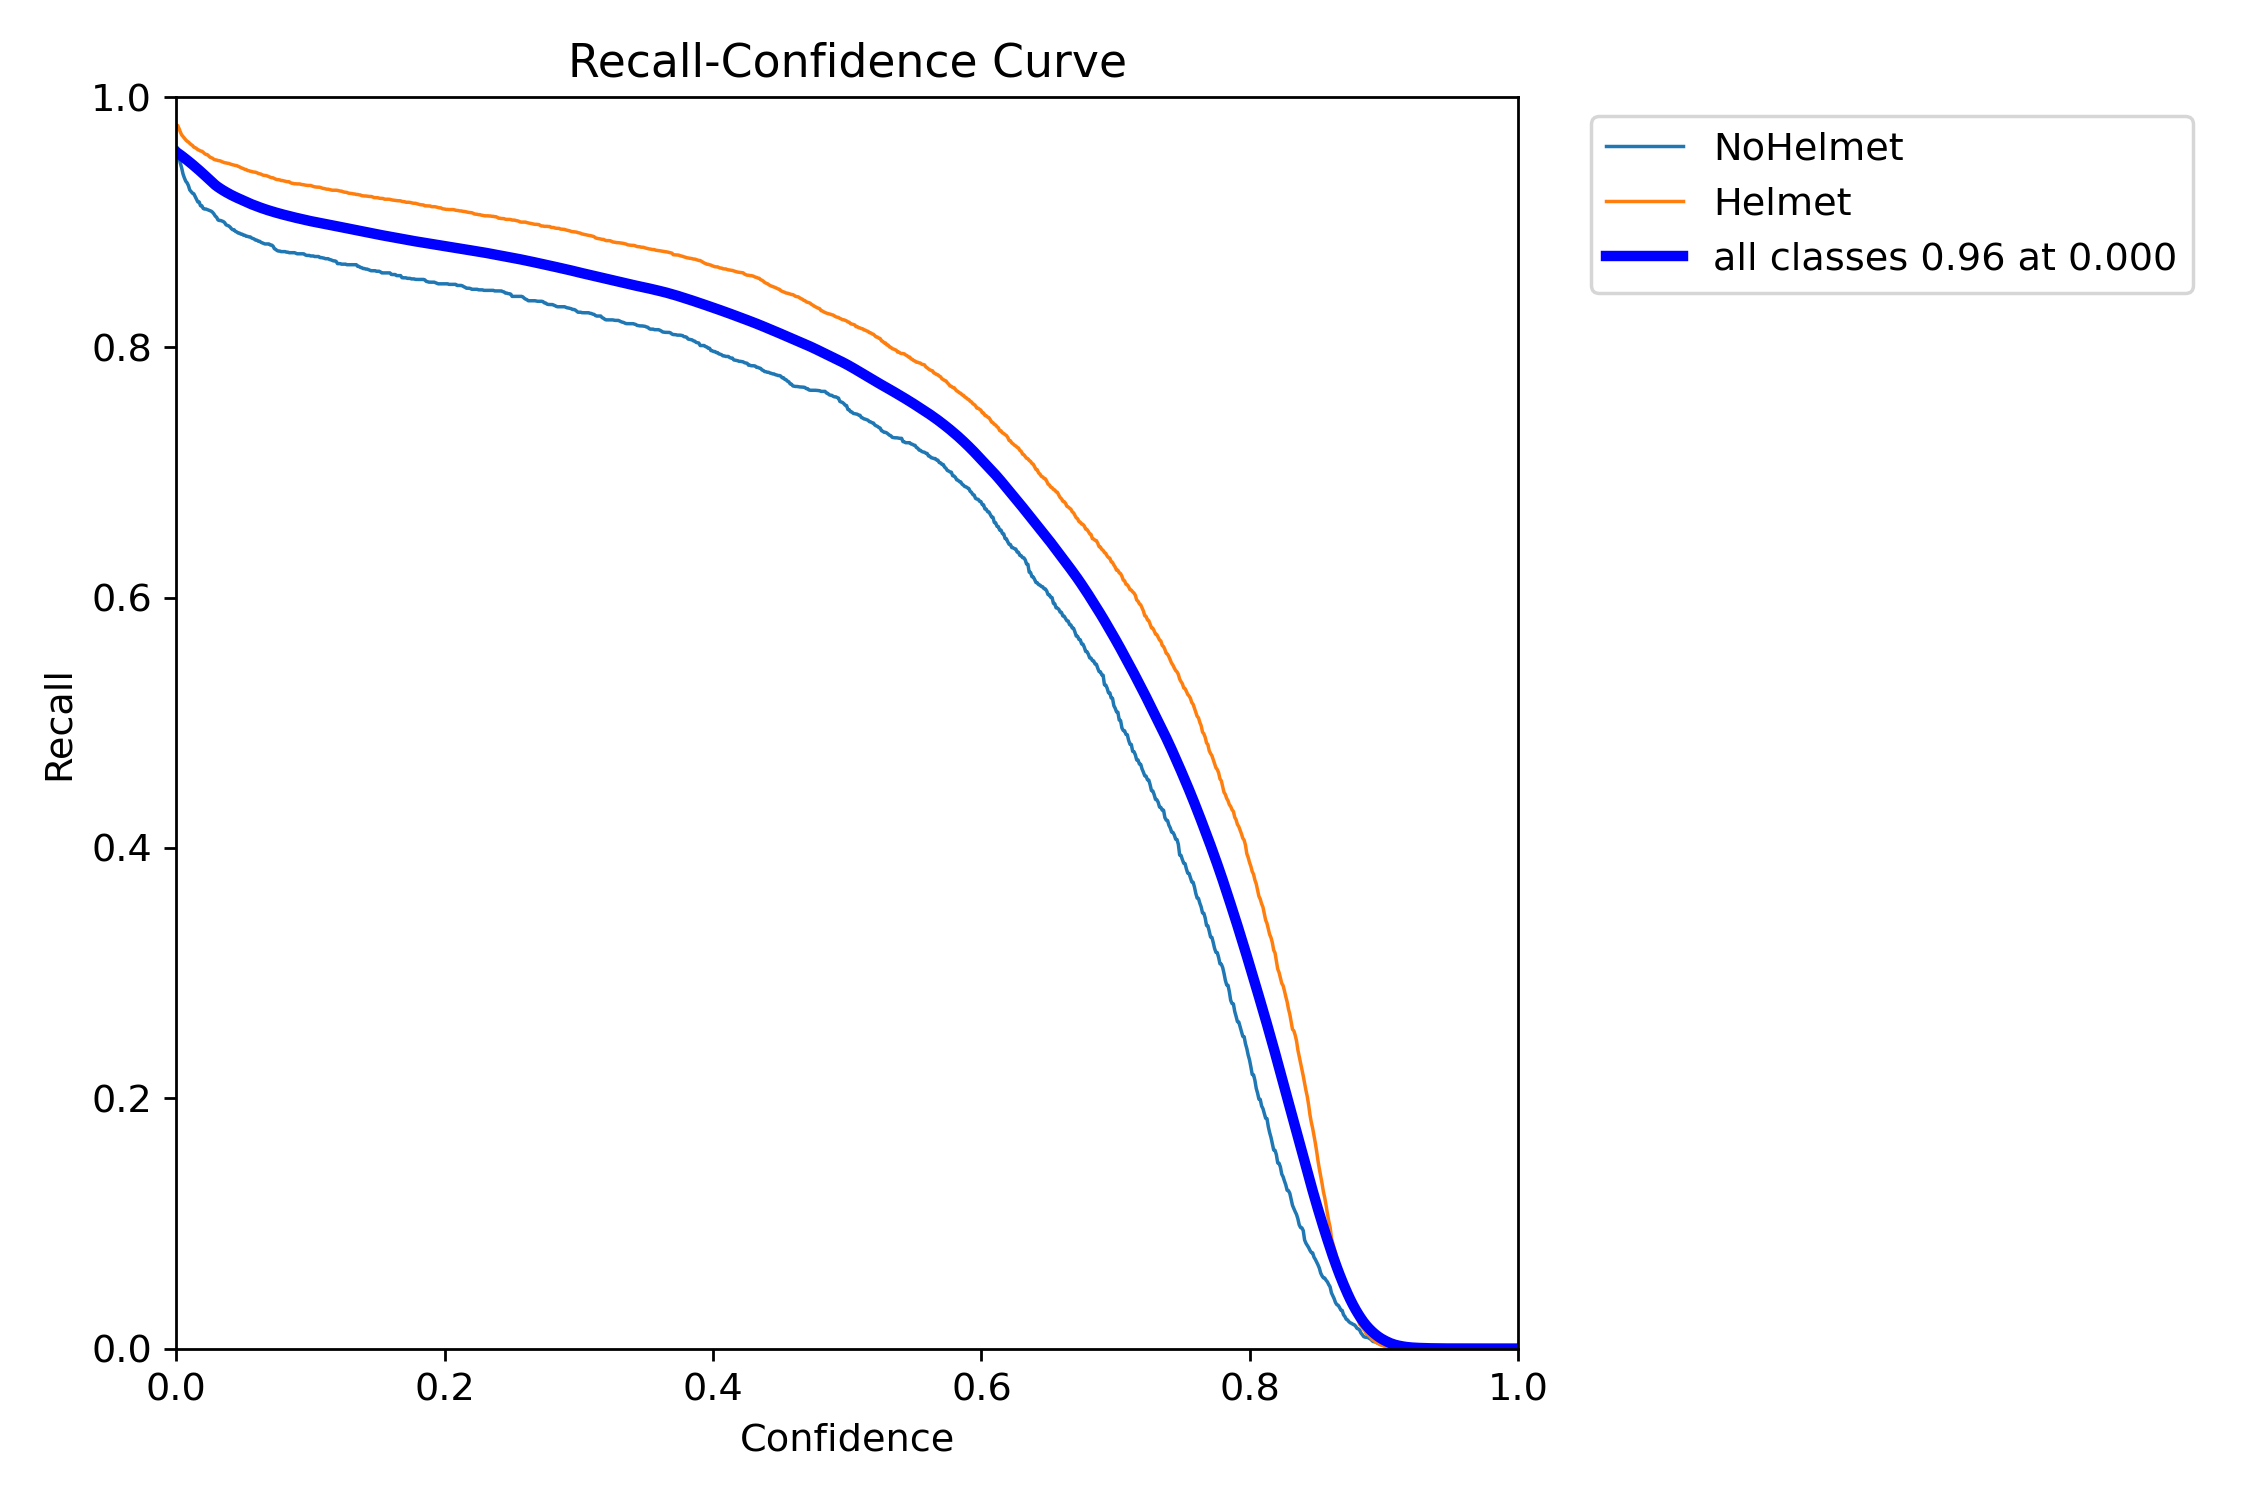 Recall-Confidence Curve
1.0
0.8
0.6
0.4
0.2
0.0
Recall
0.0 0.2 0.4 0.6 0.8 1.0
Confidence
NoHelmet
Helmet
all classes 0.96 at 0.000